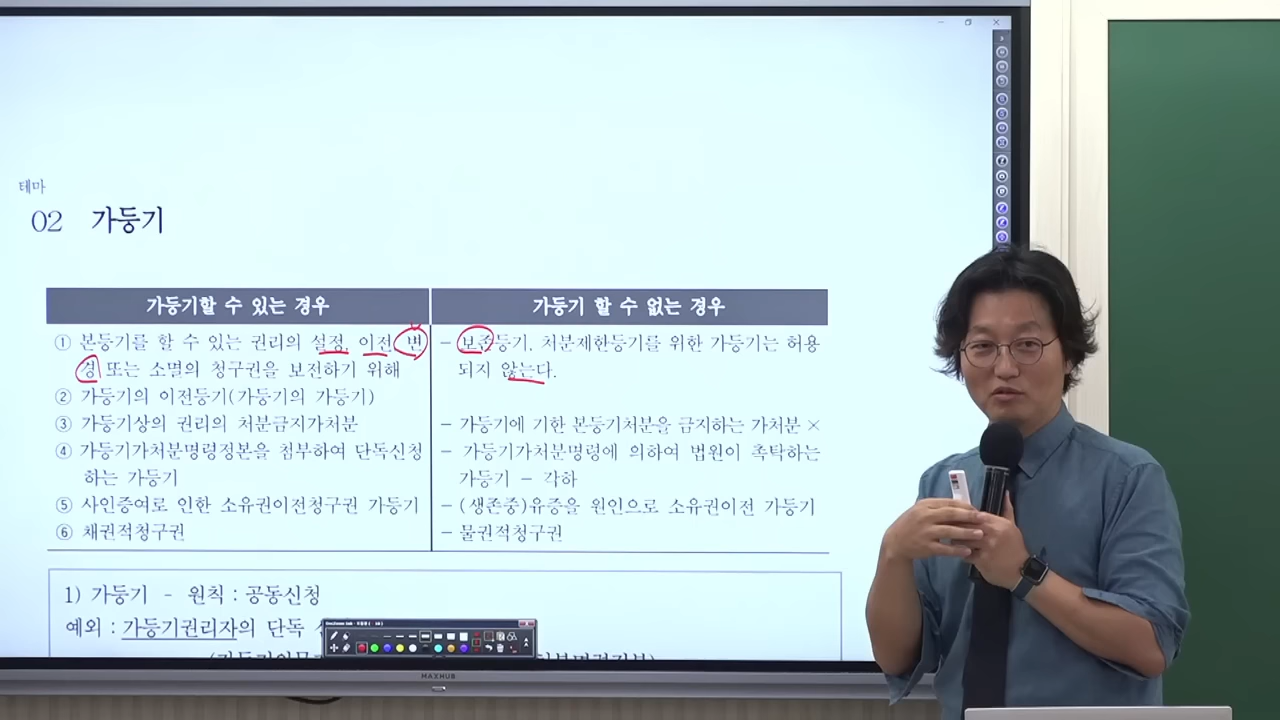 테마
02 가등기
가등기할 수 있는 경우
① 본등기를 할 수 있는 권리의 설정, 이전, 변
경 또는 소멸의 청구권을 보전하기 위해
② 가등기의 이전등기(가등기의 가등기)
③ 가등기상의 권리의 처분금지가처분
④ 가등기가처분명령정본을 첨부하여 단독신청
하는 가등기
⑤ 사인증여로 인한 소유권이전청구권 가등기
⑥ 채권적청구권
가등기 할 수 없는 경우
- 보존등기, 처분제한등기를 위한 가등기는 허용
되지 않는다.
- 가등기에 기한 본등기처분을 금지하는 가처분 ×
- 가등기가처분명령에 의하여 법원이 촉탁하는
가등기 - 각하
- (생존중)유증을 원인으로 소유권이전 가등기
- 물권적청구권
1) 가등기 - 원칙 : 공동신청
예외 : 가등기권리자의 단독
MAXHUB